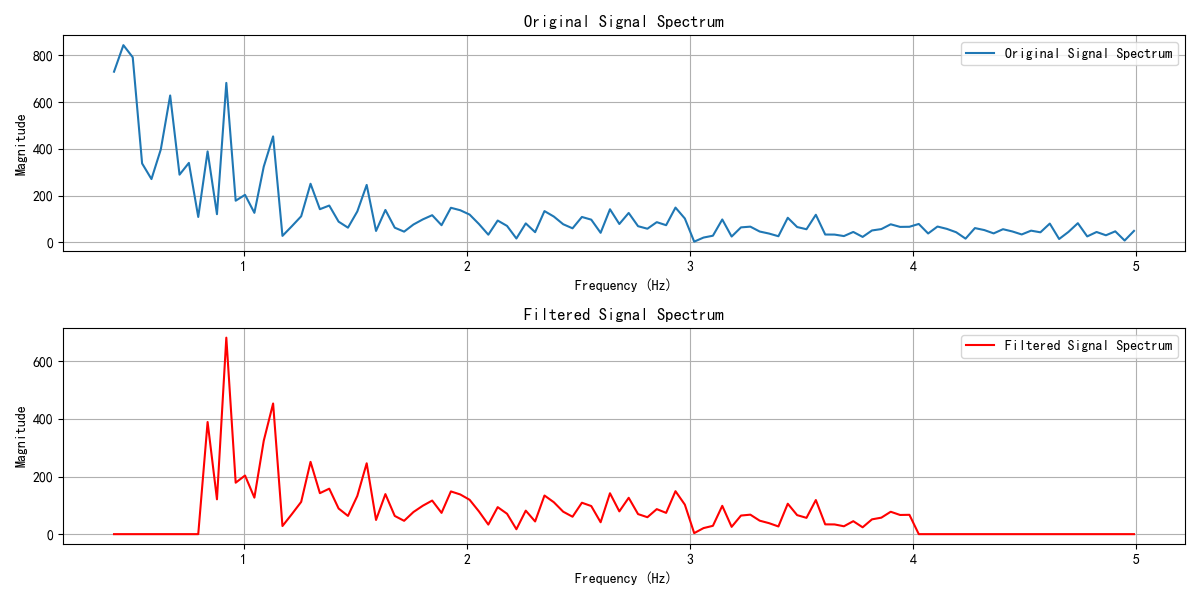 Original Signal Spectrum
Original Signal Spectrum
Magnitude
800
600
400
200
0
1 2 3 4 5
Frequency (Hz)
Filtered Signal Spectrum
Filtered Signal Spectrum
Magnitude
600
400
200
0
1 2 3 4 5
Frequency (Hz)